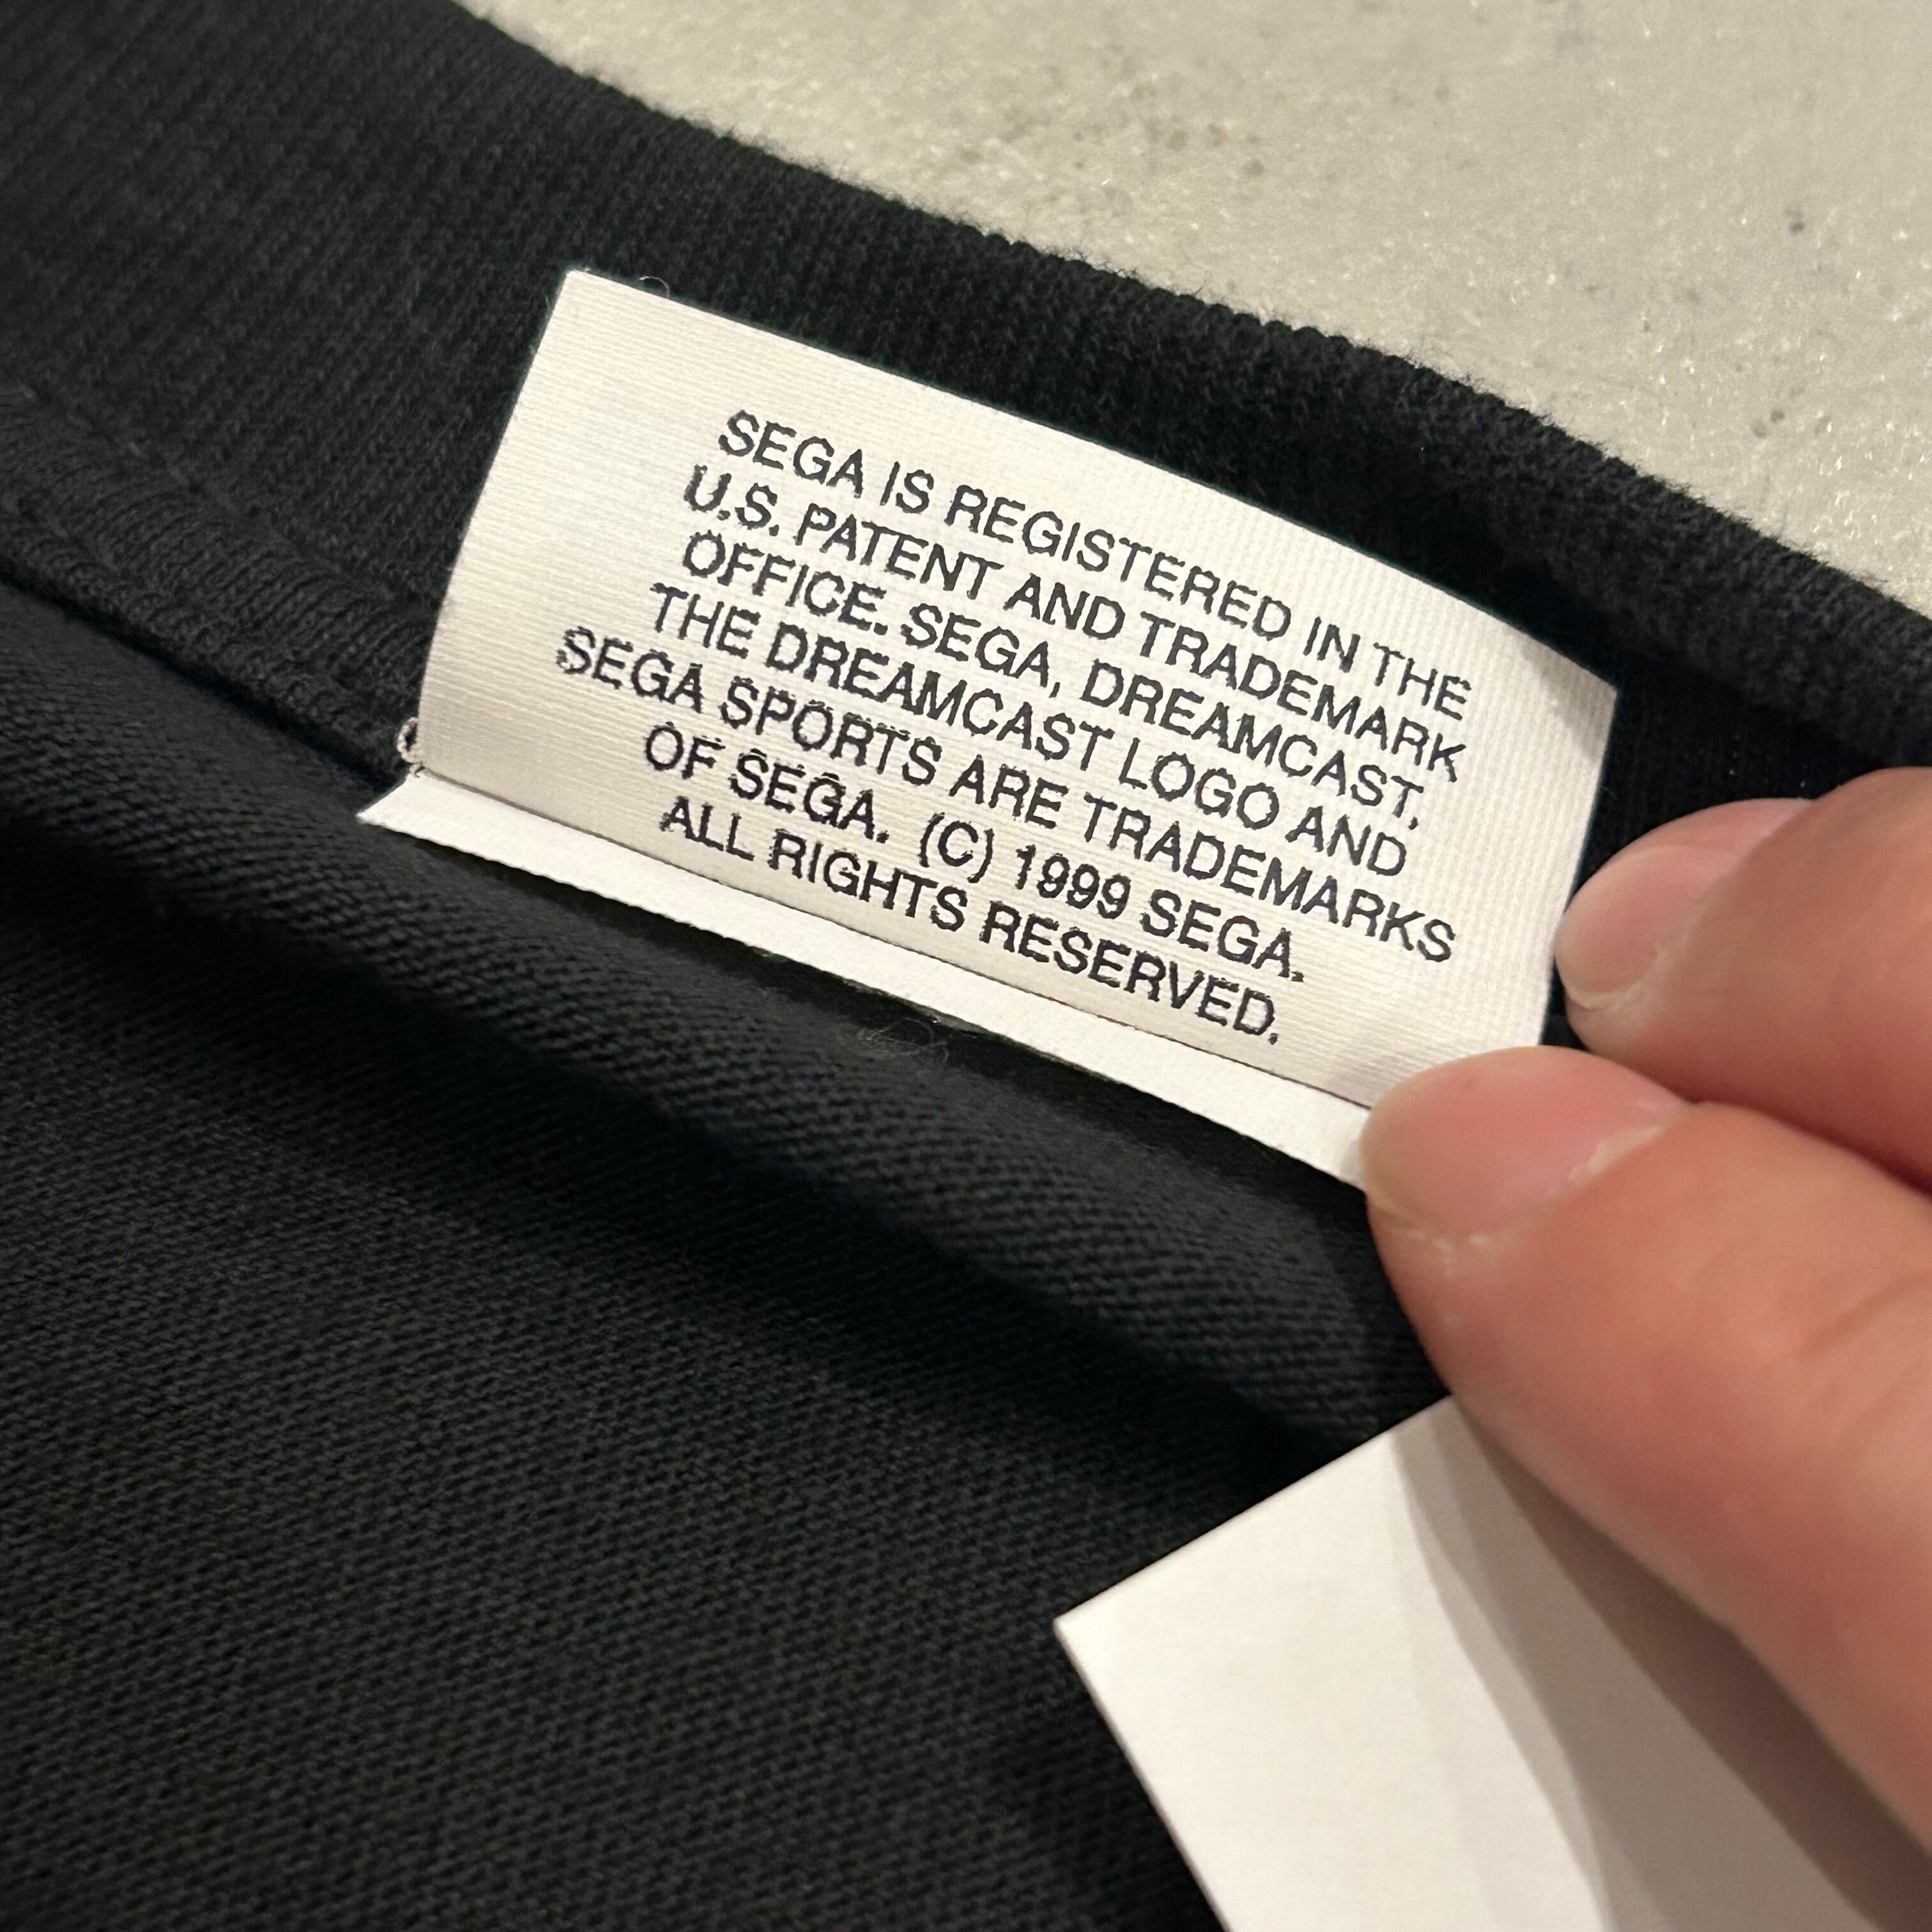 SEGA IS REGISTERED IN THE
U.S. PATENT AND TRADEMARK
OFFICE. SEGA, DREAMCAST,
THE DREAMCAST LOGO AND
SEGA SPORTS ARE TRADEMARKS
OF SEGA. (C) 1999 SEGA.
ALL RIGHTS RESERVED.